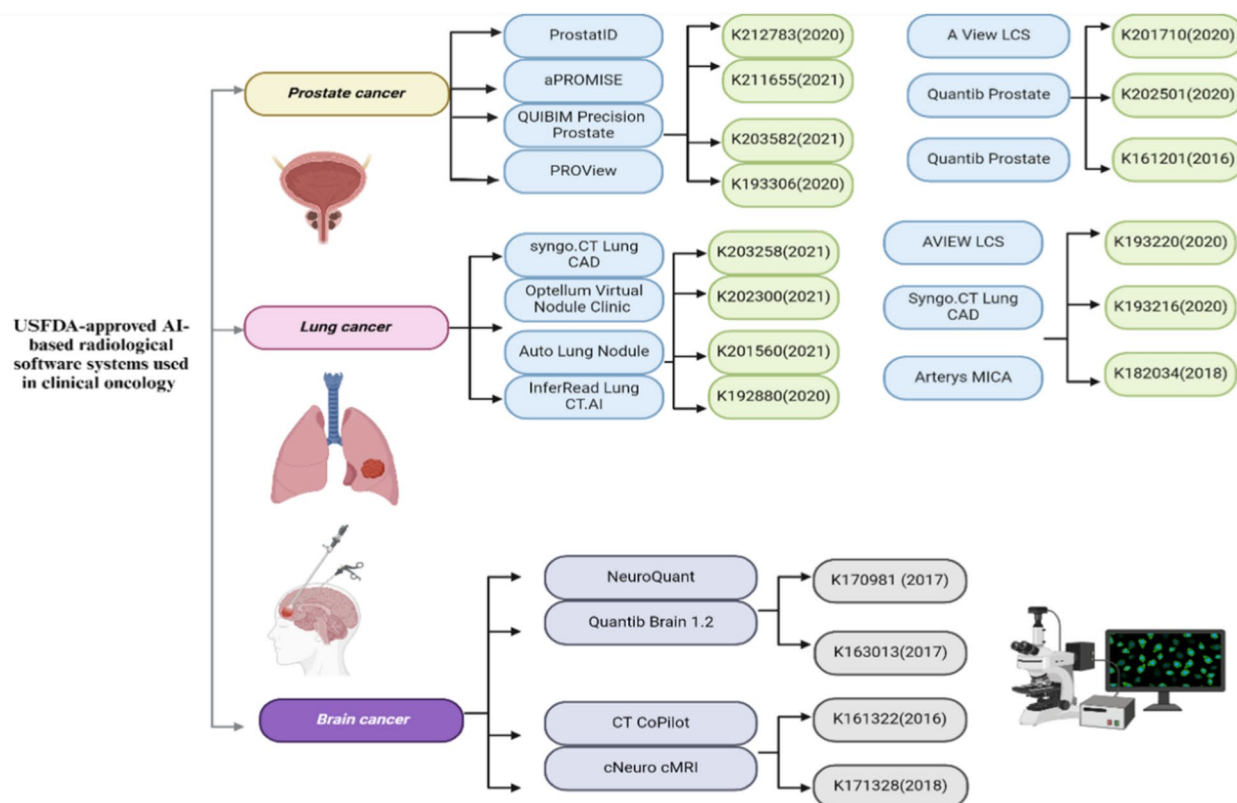 USFDA-approved AI-
based radiological
software systems used
in clinical oncology
Prostate cancer
ProstatID
aPROMISE
QUIBIM Precision
Prostate
PROView
K212783(2020)
K211655(2021)
K203582(2021)
K193306(2020)
A View LCS
Quantib Prostate
Quantib Prostate
K201710(2020)
K202501(2020)
K161201(2016)
Lung cancer
syngo.CT Lung
CAD
Optellum Virtual
Nodule Clinic
Auto Lung Nodule
InferRead Lung
CT.AI
K203258(2021)
K202300(2021)
K201560(2021)
K192880(2020)
AVIEW LCS
Syngo.CT Lung
CAD
Arterys MICA
K193220(2020)
K193216(2020)
K182034(2018)
Brain cancer
NeuroQuant
Quantib Brain 1.2
K170981 (2017)
K163013(2017)
CT CoPilot
cNeuro cMRI
K161322(2016)
K171328(2018)